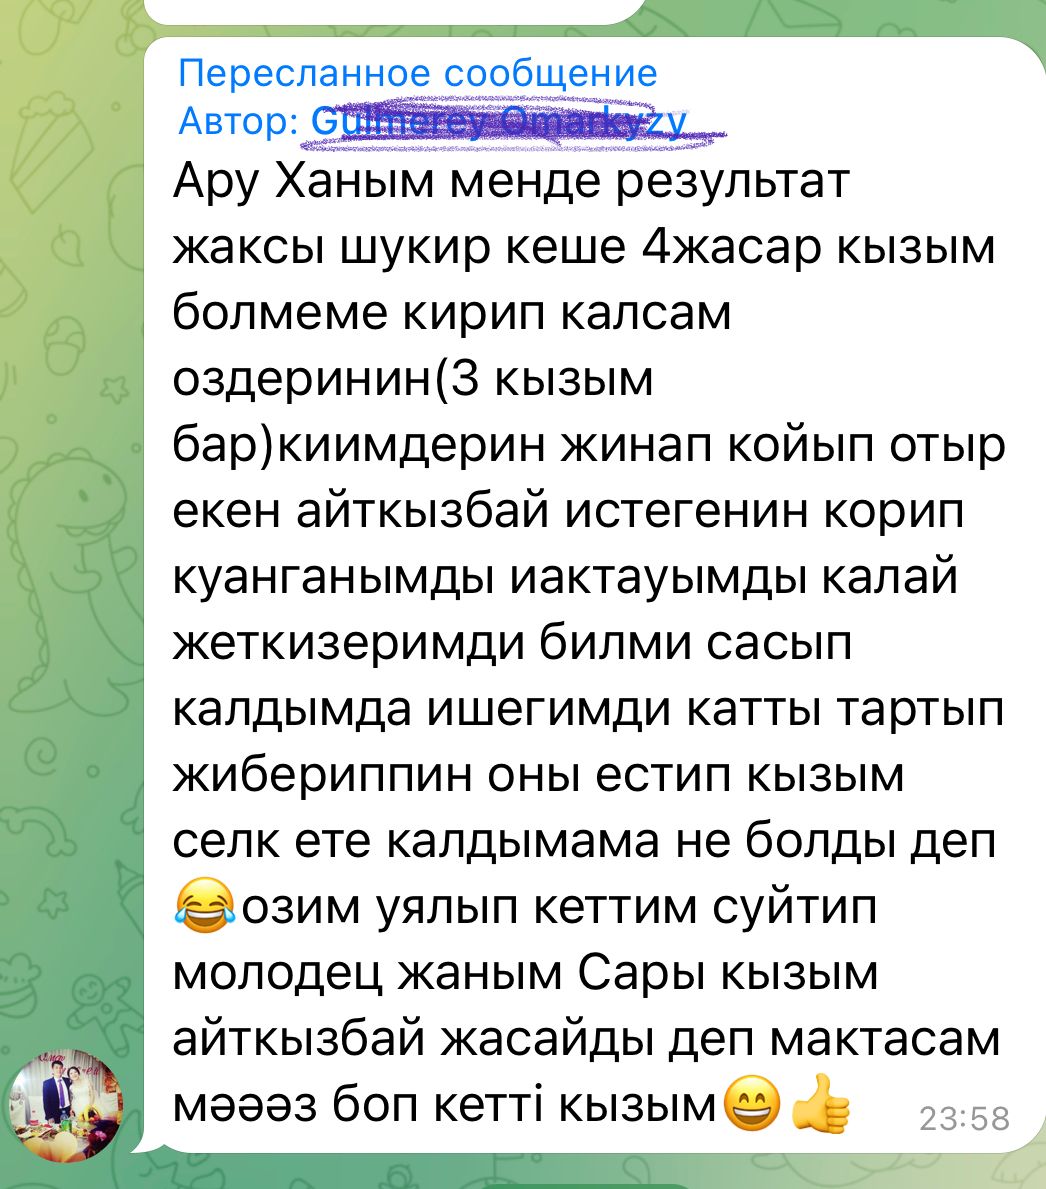 Пересланное сообщение
Автор:
Ару Ханым менде результат
жаксы шукир кеше 4жасар кызым
болмеме кирип калсам
оздеринин(3 кызым
бар)киимдерин жинап койып отыр
екен айткызбай истегенин корип
куанганымды иактауымды калай
жеткизеримди билми сасып
калдымда ишегимди катты тартып
жибериппин оны естип кызым
селк ете калдымама не болды деп
😂озим уялып кеттим суйтип
молодец жаным Сары кызым
айткызбай жасайды деп мактасам
мәәәз боп кетті кызым😄👍
23:58